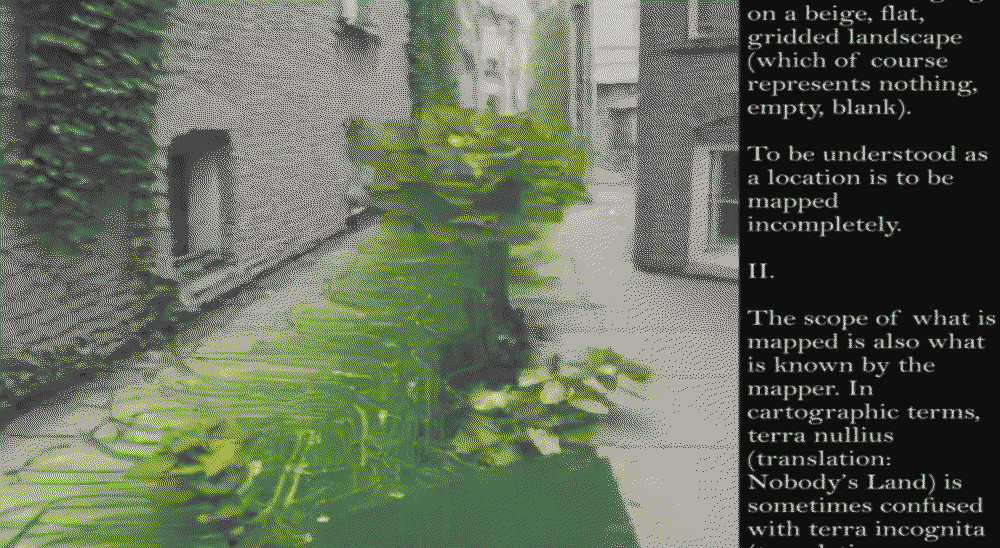 on a beige, flat,
gridded landscape
(which of course
represents nothing,
empty, blank).
To be understood as
a location is to be
mapped
incompletely.
II.
The scope of what is
mapped is also what
is known by the
mapper. In
cartographic terms,
terra nullius
(translation:
Nobody's Land) is
sometimes confused
with terra incognita